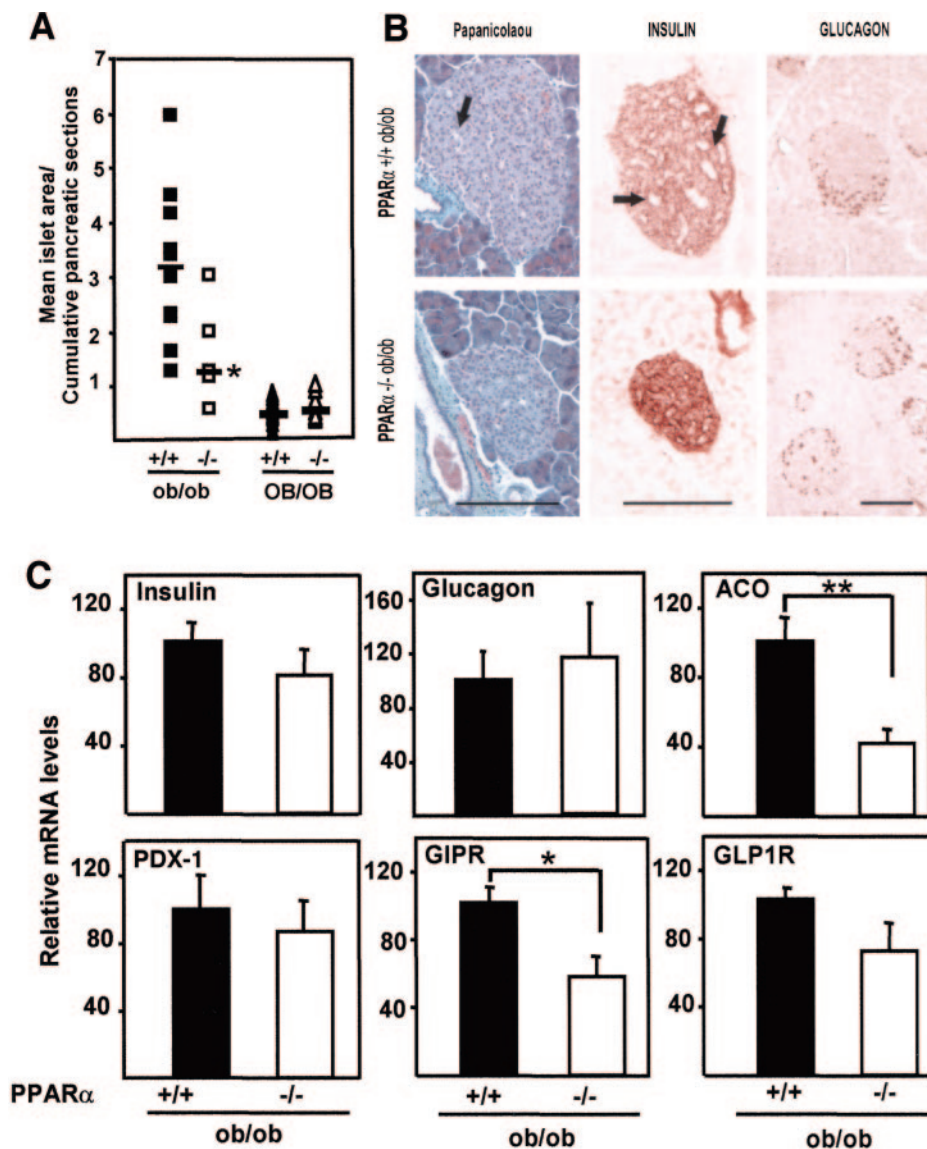 A
Mean islet area/
Cumulative pancreatic sections
7
6
5
4
3
2
1
*
+/+ -/- +/+ -/-
ob/ob OB/OB
B
Papanicolaou INSULIN GLUCAGON
PPARα +/+ ob/ob
PPARα -/- ob/ob
C
Relative mRNA levels
Insulin
120
80
40
Glucagon
160
120
80
40
ACO
**
120
80
40
PDX-1
120
80
40
GIPR
*
120
80
40
GLP1R
120
80
40
PPARα +/+ -/- +/+ -/- +/+ -/-
ob/ob ob/ob ob/ob